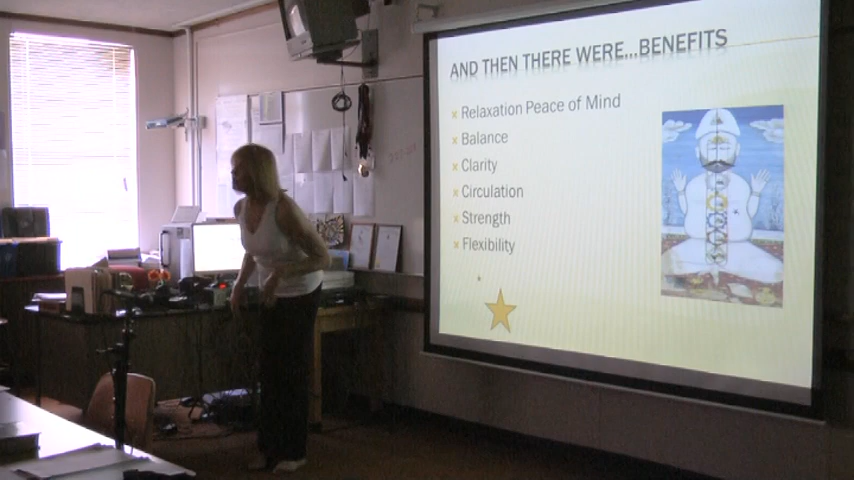 AND THEN THERE WERE...BENEFITS
Relaxation Peace of Mind
Balance
Clarity
Circulation
Strength
Flexibility